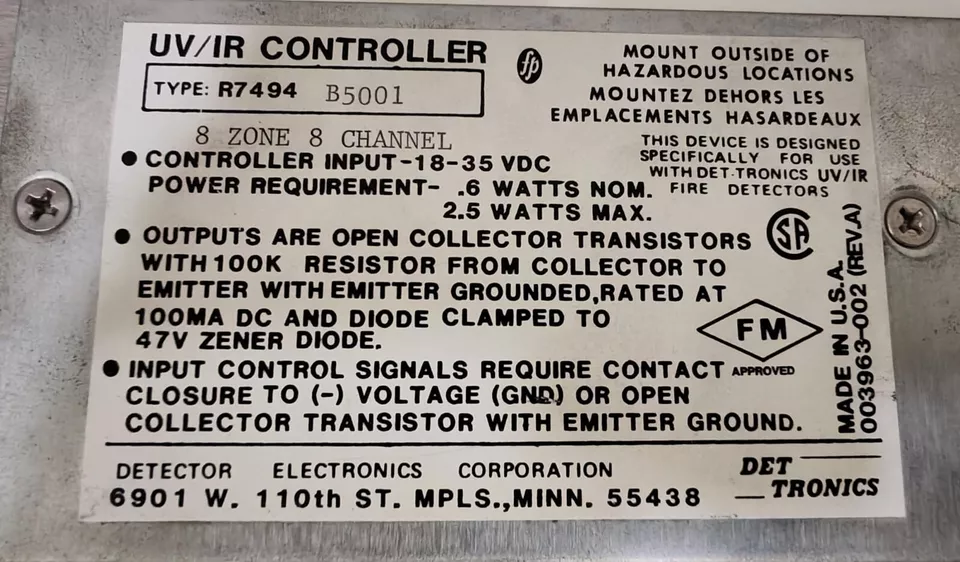 UV/IR CONTROLLER
TYPE: R7494 B5001
8 ZONE 8 CHANNEL
fp
MOUNT OUTSIDE OF
HAZARDOUS LOCATIONS
MOUNTEZ DEHORS LES
EMPLACEMENTS HASARDEAUX
THIS DEVICE IS DESIGNED
SPECIFICALLY FOR USE
WITH DET-TRONICS UV/IR
FIRE DETECTORS
● CONTROLLER INPUT-18-35 VDC
POWER REQUIREMENT- .6 WATTS NOM.
2.5 WATTS MAX.
● OUTPUTS ARE OPEN COLLECTOR TRANSISTORS
WITH 100K RESISTOR FROM COLLECTOR TO
EMITTER WITH EMITTER GROUNDED, RATED AT
100MA DC AND DIODE CLAMPED TO
47V ZENER DIODE.
● INPUT CONTROL SIGNALS REQUIRE CONTACT
CLOSURE TO (-) VOLTAGE (GND) OR OPEN
COLLECTOR TRANSISTOR WITH EMITTER GROUND.
SA
FM
APPROVED
MADE IN U.S.A.
003963-002 (REV.A)
DETECTOR ELECTRONICS CORPORATION
6901 W. 110th ST. MPLS., MINN. 55438
DET
TRONICS